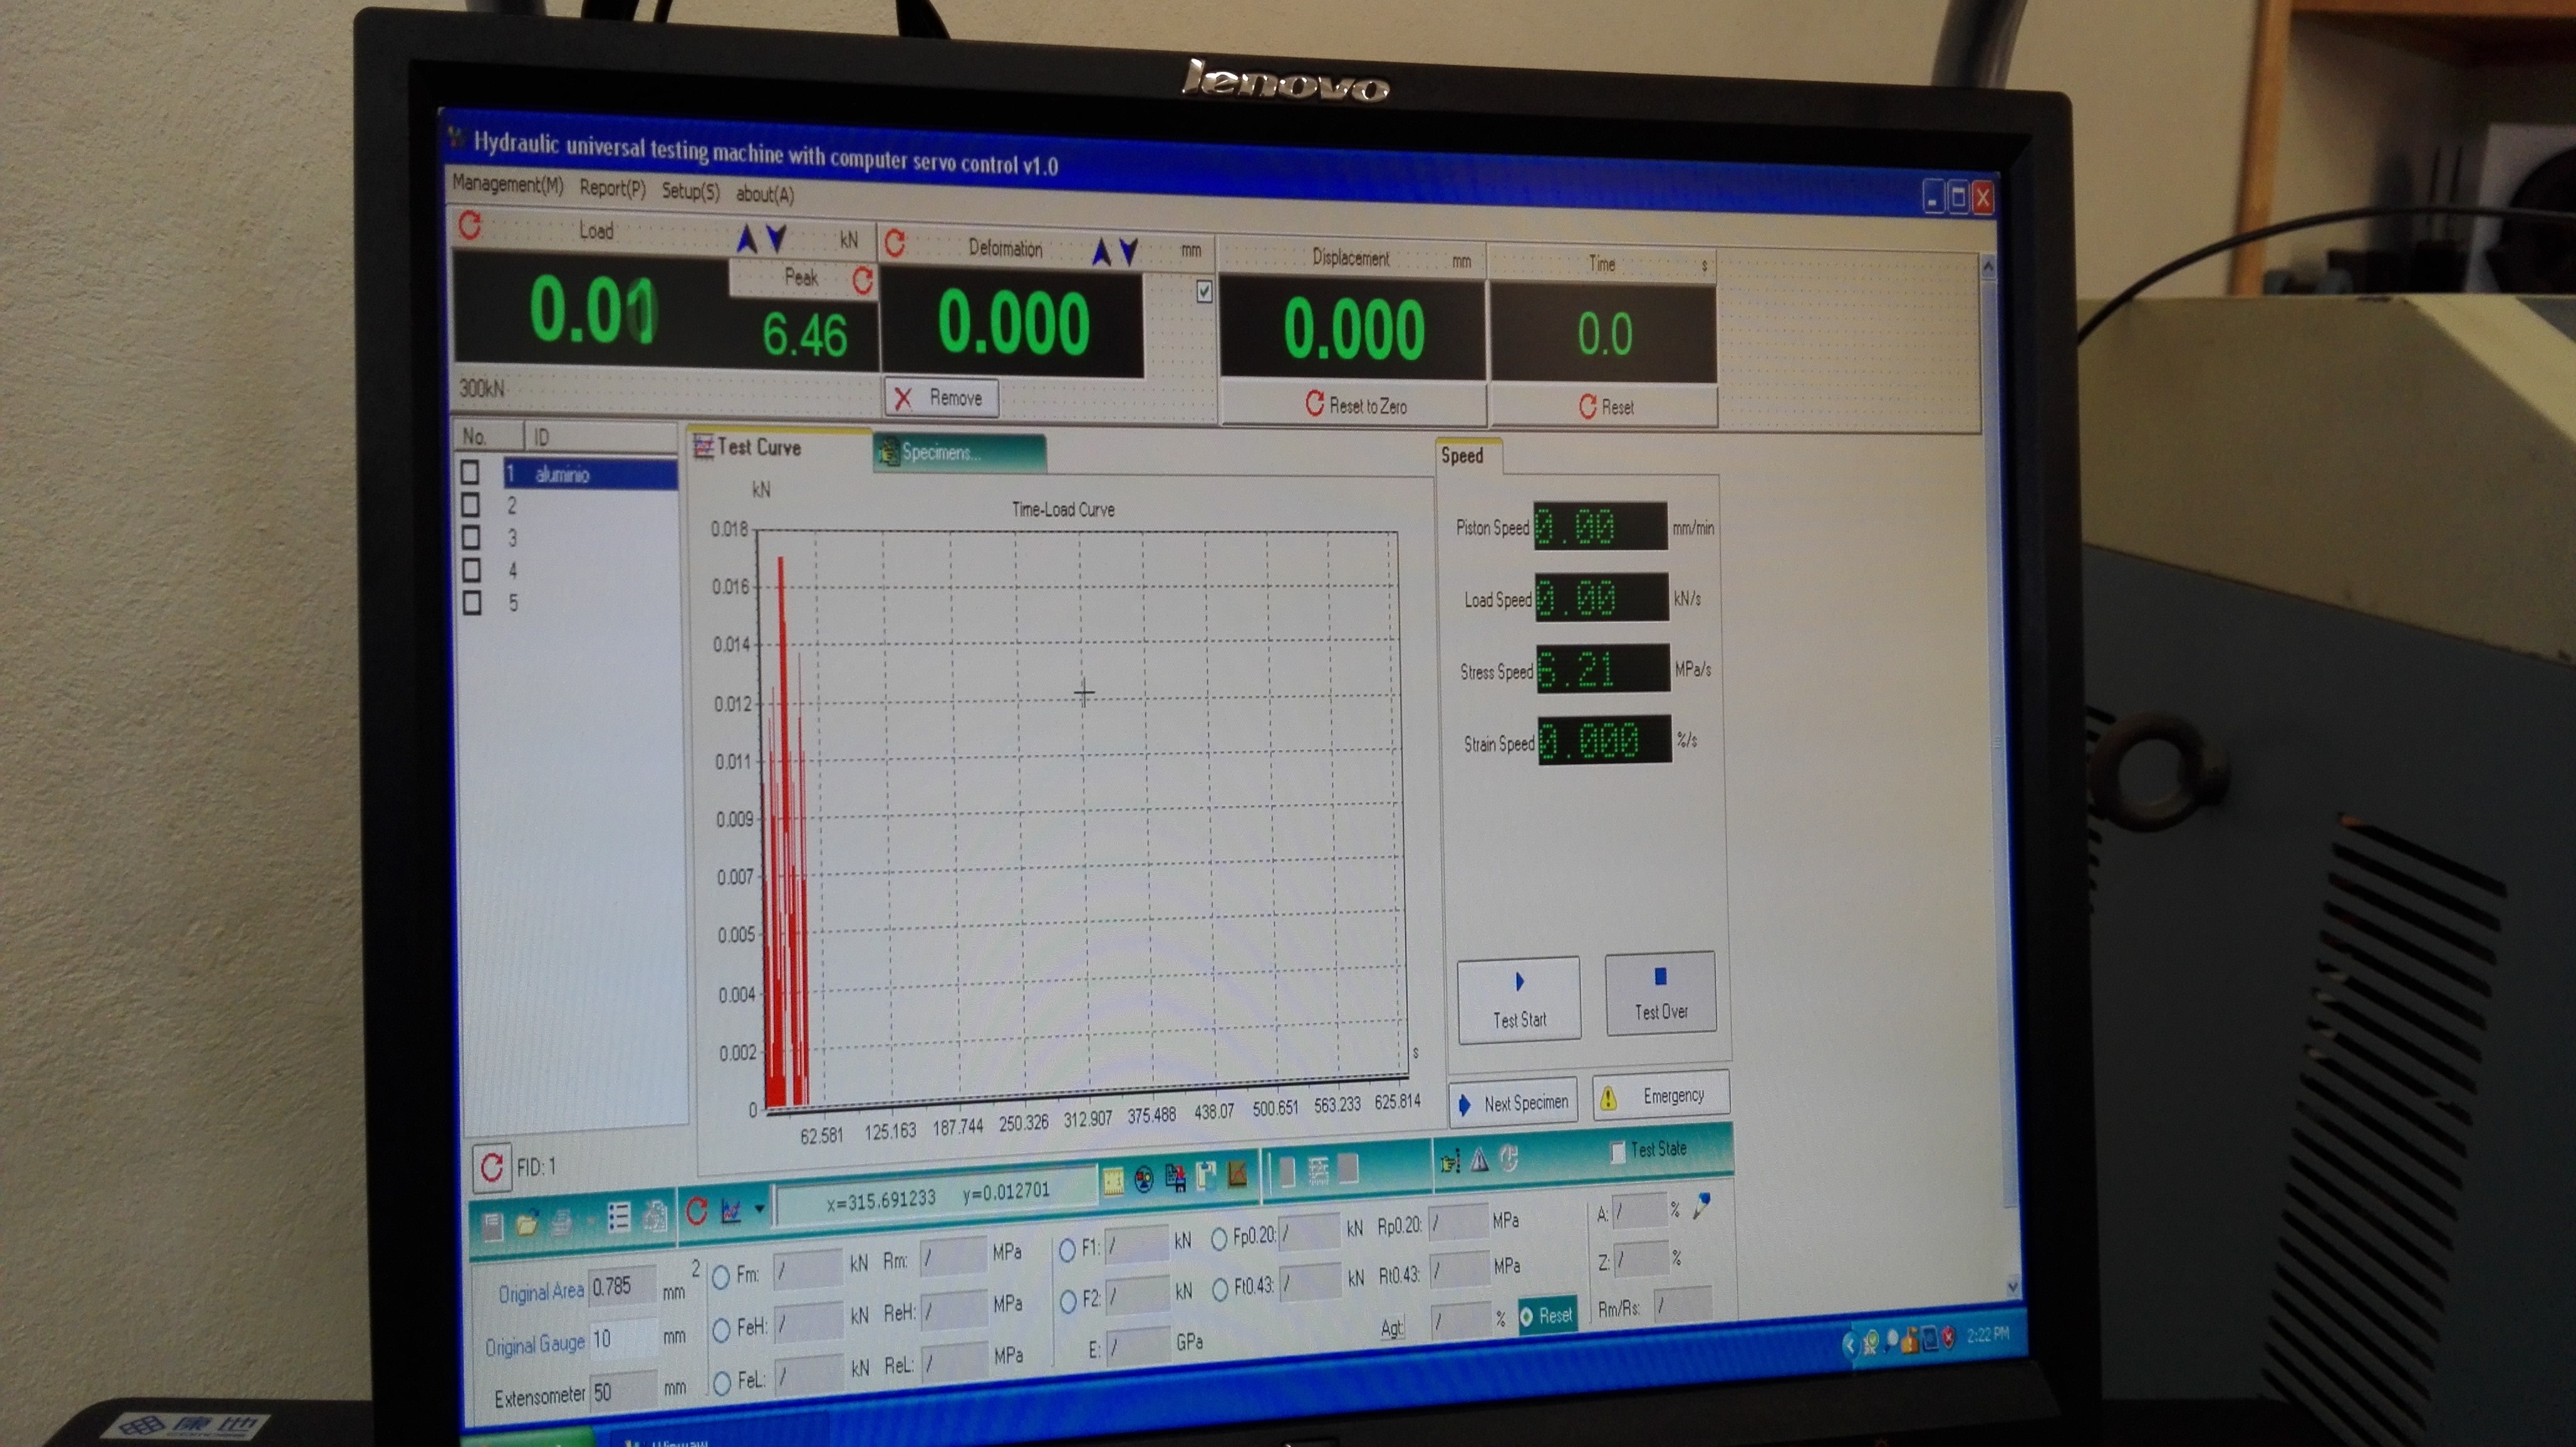 lenovo
Hydraulic universal testing machine with computer servo control v1.0
Management(M) Report(P) Setup(S) about(A)
Load kN Deformation mm Displacement mm Time s
Peak
0.01 6.46 0.000 0.000 0.0
300kN Remove Reset to Zero Reset
No. ID
1 aluminio
2
3
4
5
Test Curve Specimens...
kN
Time-Load Curve
0.018
0.016
0.014
0.012
0.011
0.009
0.007
0.005
0.004
0.002
0
s
62.581 125.163 187.744 250.326 312.907 375.488 438.07 500.651 563.233 625.814
Speed
Piston Speed 0.00 mm/min
Load Speed 0.00 kN/s
Stress Speed 6.21 MPa/s
Strain Speed 0.000 %/s
Test Start Test Over
Next Specimen Emergency
FID: 1
Test State
x=315.691233 y=0.012701
Original Area 0.785 mm 2
Original Gauge 10 mm
Extensometer 50 mm
Fm: / kN Rm: / MPa
FeH: / kN ReH: / MPa
FeL: / kN ReL: / MPa
F1: / kN Fp0.20: / kN Rp0.20: / MPa
F2: / kN Ft0.43: / kN Rt0.43: / MPa
E: / GPa Agt: / % Reset
A: / %
Z: / %
Rm/Rs: /
2:22 PM